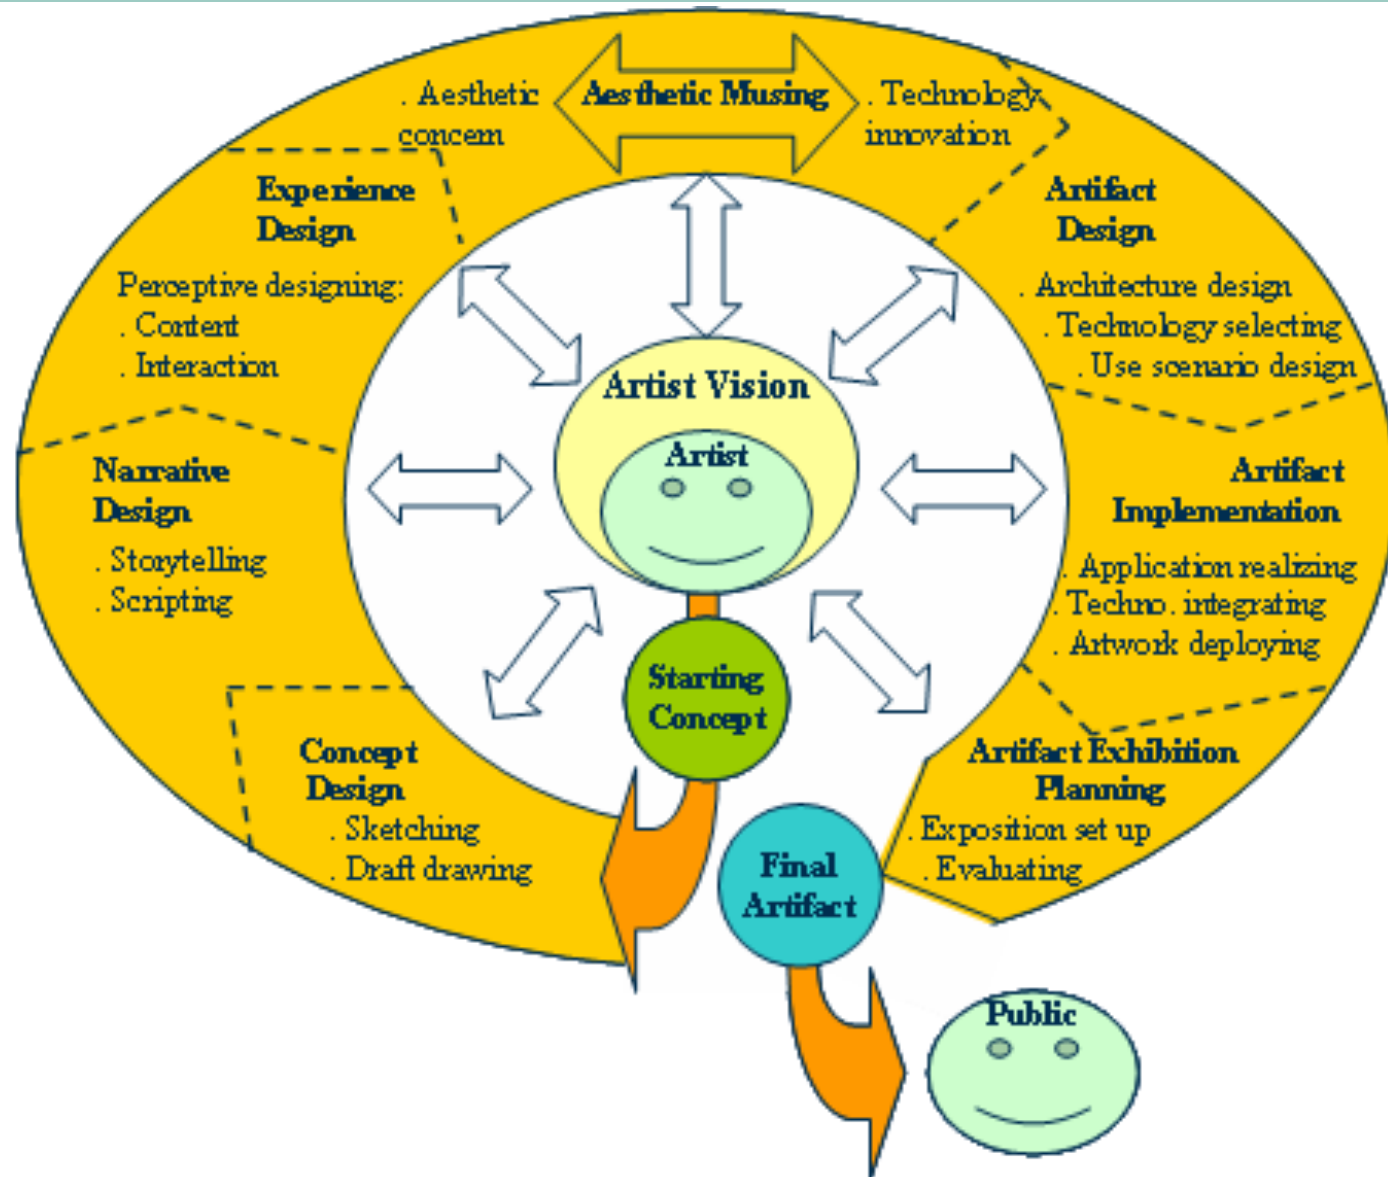 . Aesthetic
concern
Aesthetic Musing
. Technology
innovation
Experience
Design
Perceptive designing:
. Content
. Interaction
Artifact
Design
. Architecture design
. Technology selecting
. Use scenario design
Artist Vision
Artist
Narrative
Design
. Storytelling
. Scripting
Artifact
Implementation
. Application realizing
. Techno. integrating
. Artwork deploying
Starting
Concept
Concept
Design
. Sketching
. Draft drawing
Artifact Exhibition
Planning
. Exposition set up
. Evaluating
Final
Artifact
Public